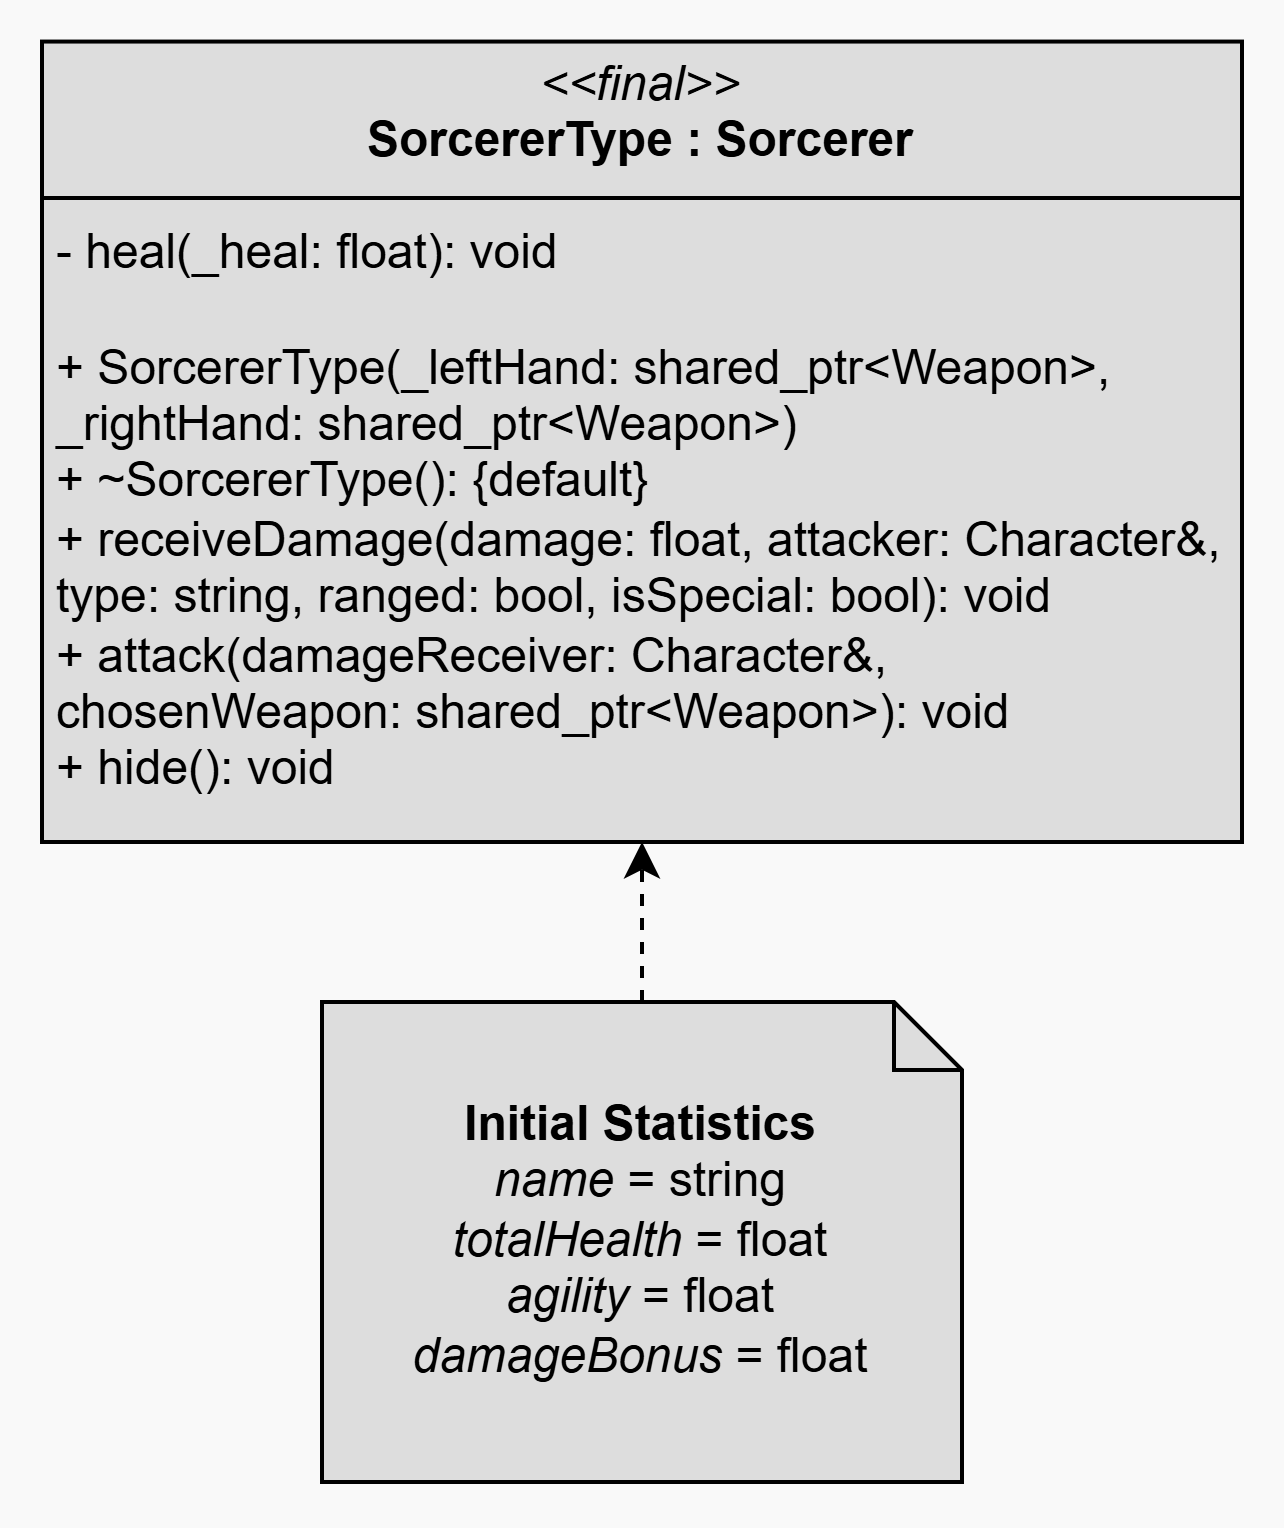 <<final>>
SorcererType : Sorcerer
- heal(_heal: float): void
+ SorcererType(_leftHand: shared_ptr<Weapon>,
_rightHand: shared_ptr<Weapon>)
+ ~SorcererType(): {default}
+ receiveDamage(damage: float, attacker: Character&,
type: string, ranged: bool, isSpecial: bool): void
+ attack(damageReceiver: Character&,
chosenWeapon: shared_ptr<Weapon>): void
+ hide(): void
Initial Statistics
name = string
totalHealth = float
agility = float
damageBonus = float